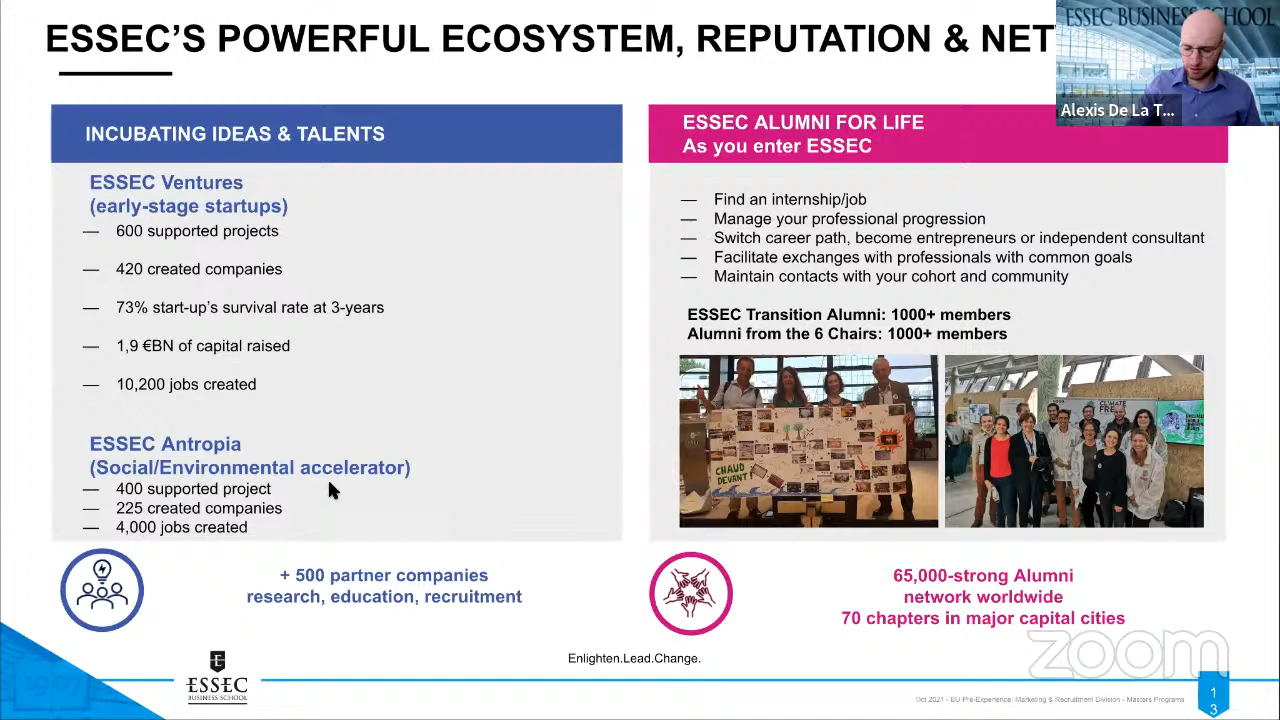 ESSEC'S POWERFUL ECOSYSTEM, REPUTATION & NET
ESSEC BUSINESS SCHOOL
Alexis De La T...
INCUBATING IDEAS & TALENTS
ESSEC Ventures
(early-stage startups)
— 600 supported projects
— 420 created companies
— 73% start-up's survival rate at 3-years
— 1,9 €BN of capital raised
— 10,200 jobs created
ESSEC Antropia
(Social/Environmental accelerator)
— 400 supported project
— 225 created companies
— 4,000 jobs created
+ 500 partner companies
research, education, recruitment
ESSEC ALUMNI FOR LIFE
As you enter ESSEC
— Find an internship/job
— Manage your professional progression
— Switch career path, become entrepreneurs or independent consultant
— Facilitate exchanges with professionals with common goals
— Maintain contacts with your cohort and community
ESSEC Transition Alumni: 1000+ members
Alumni from the 6 Chairs: 1000+ members
CHAUD
DEVANT!
CLIMATE
FRE
65,000-strong Alumni
network worldwide
70 chapters in major capital cities
zoom
Enlighten.Lead.Change.
1907
ESSEC
BUSINESS SCHOOL
Oct 2021 - EU Pre-Experience: Marketing & Recruitment Division - Masters Programs
1
3